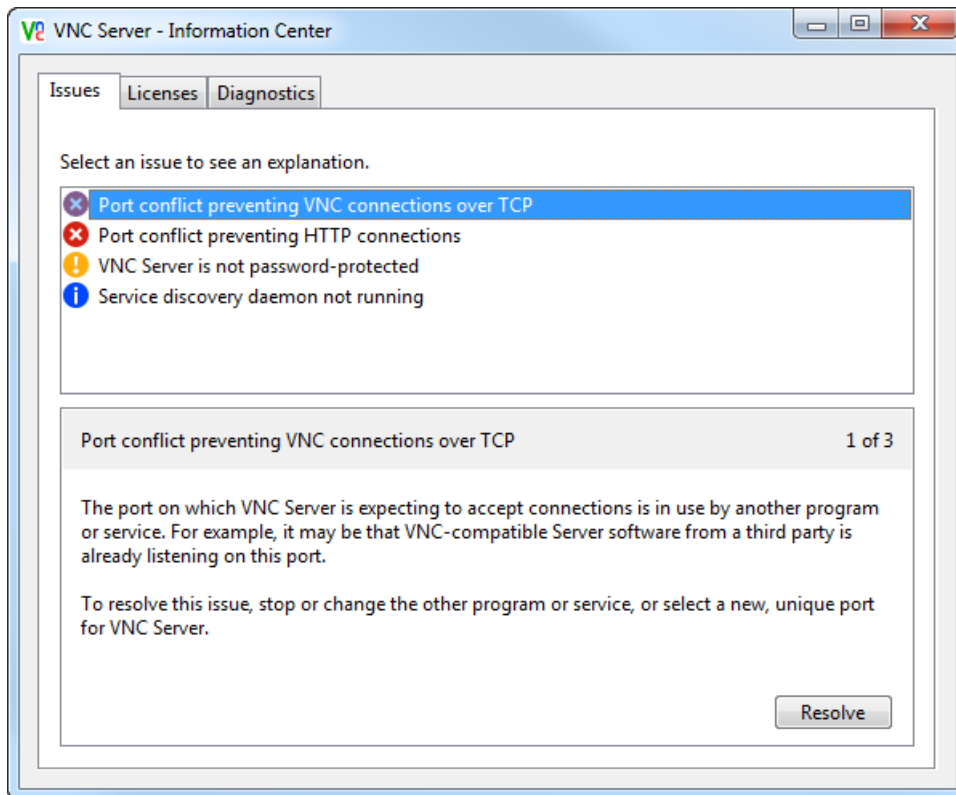 VNC Server - Information Center
Issues
Licenses
Diagnostics
Select an issue to see an explanation.
Port conflict preventing VNC connections over TCP
Port conflict preventing HTTP connections
VNC Server is not password-protected
Service discovery daemon not running
Port conflict preventing VNC connections over TCP 1 of 3
The port on which VNC Server is expecting to accept connections is in use by another program
or service. For example, it may be that VNC-compatible Server software from a third party is
already listening on this port.
To resolve this issue, stop or change the other program or service, or select a new, unique port
for VNC Server.
Resolve